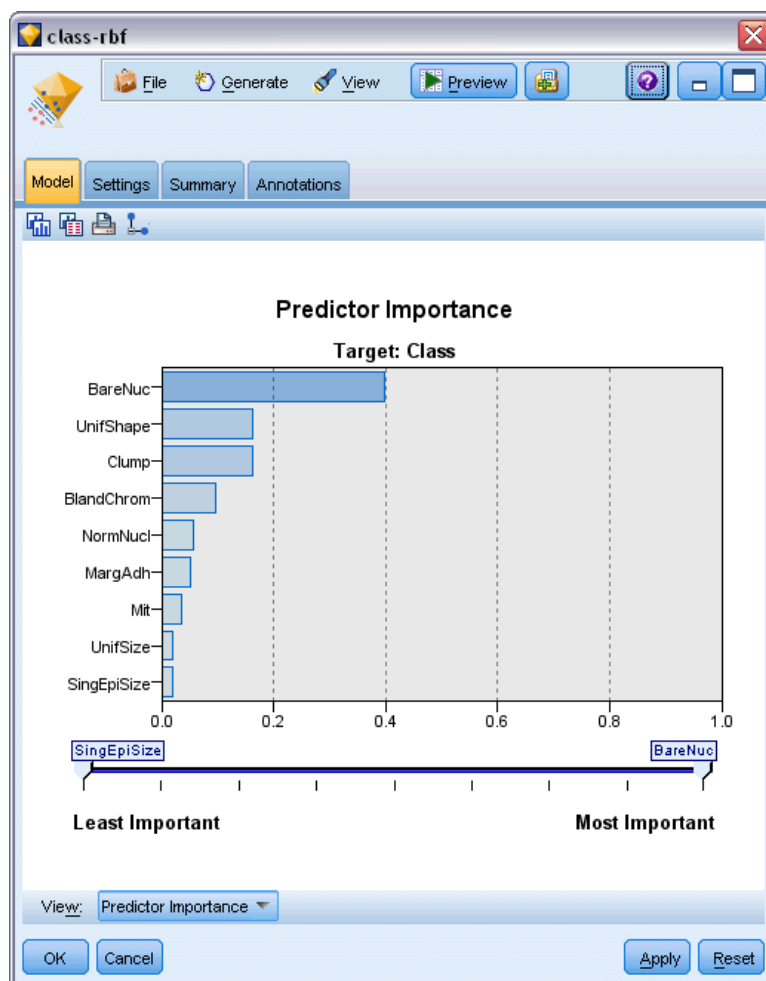 class-rbf
File Generate View Preview
Model Settings Summary Annotations
Predictor Importance
Target: Class
BareNuc
UnifShape
Clump
BlandChrom
NormNucl
MargAdh
Mit
UnifSize
SingEpiSize
0.0 0.2 0.4 0.6 0.8 1.0
SingEpiSize BareNuc
Least Important Most Important
View: Predictor Importance
OK Cancel Apply Reset